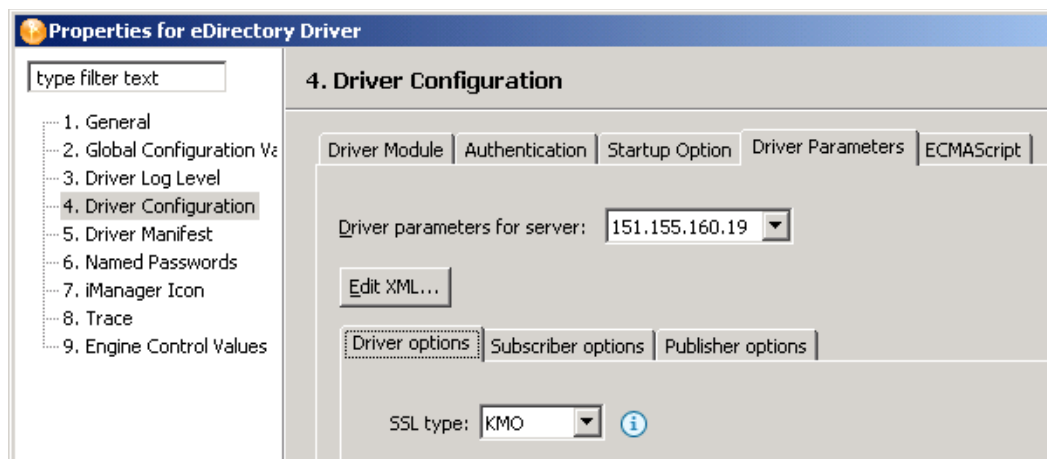 Properties for eDirectory Driver
type filter text
1. General
2. Global Configuration Va
3. Driver Log Level
4. Driver Configuration
5. Driver Manifest
6. Named Passwords
7. iManager Icon
8. Trace
9. Engine Control Values
4. Driver Configuration
Driver Module Authentication Startup Option Driver Parameters ECMAScript
Driver parameters for server: 151.155.160.19
Edit XML...
Driver options Subscriber options Publisher options
SSL type: KMO